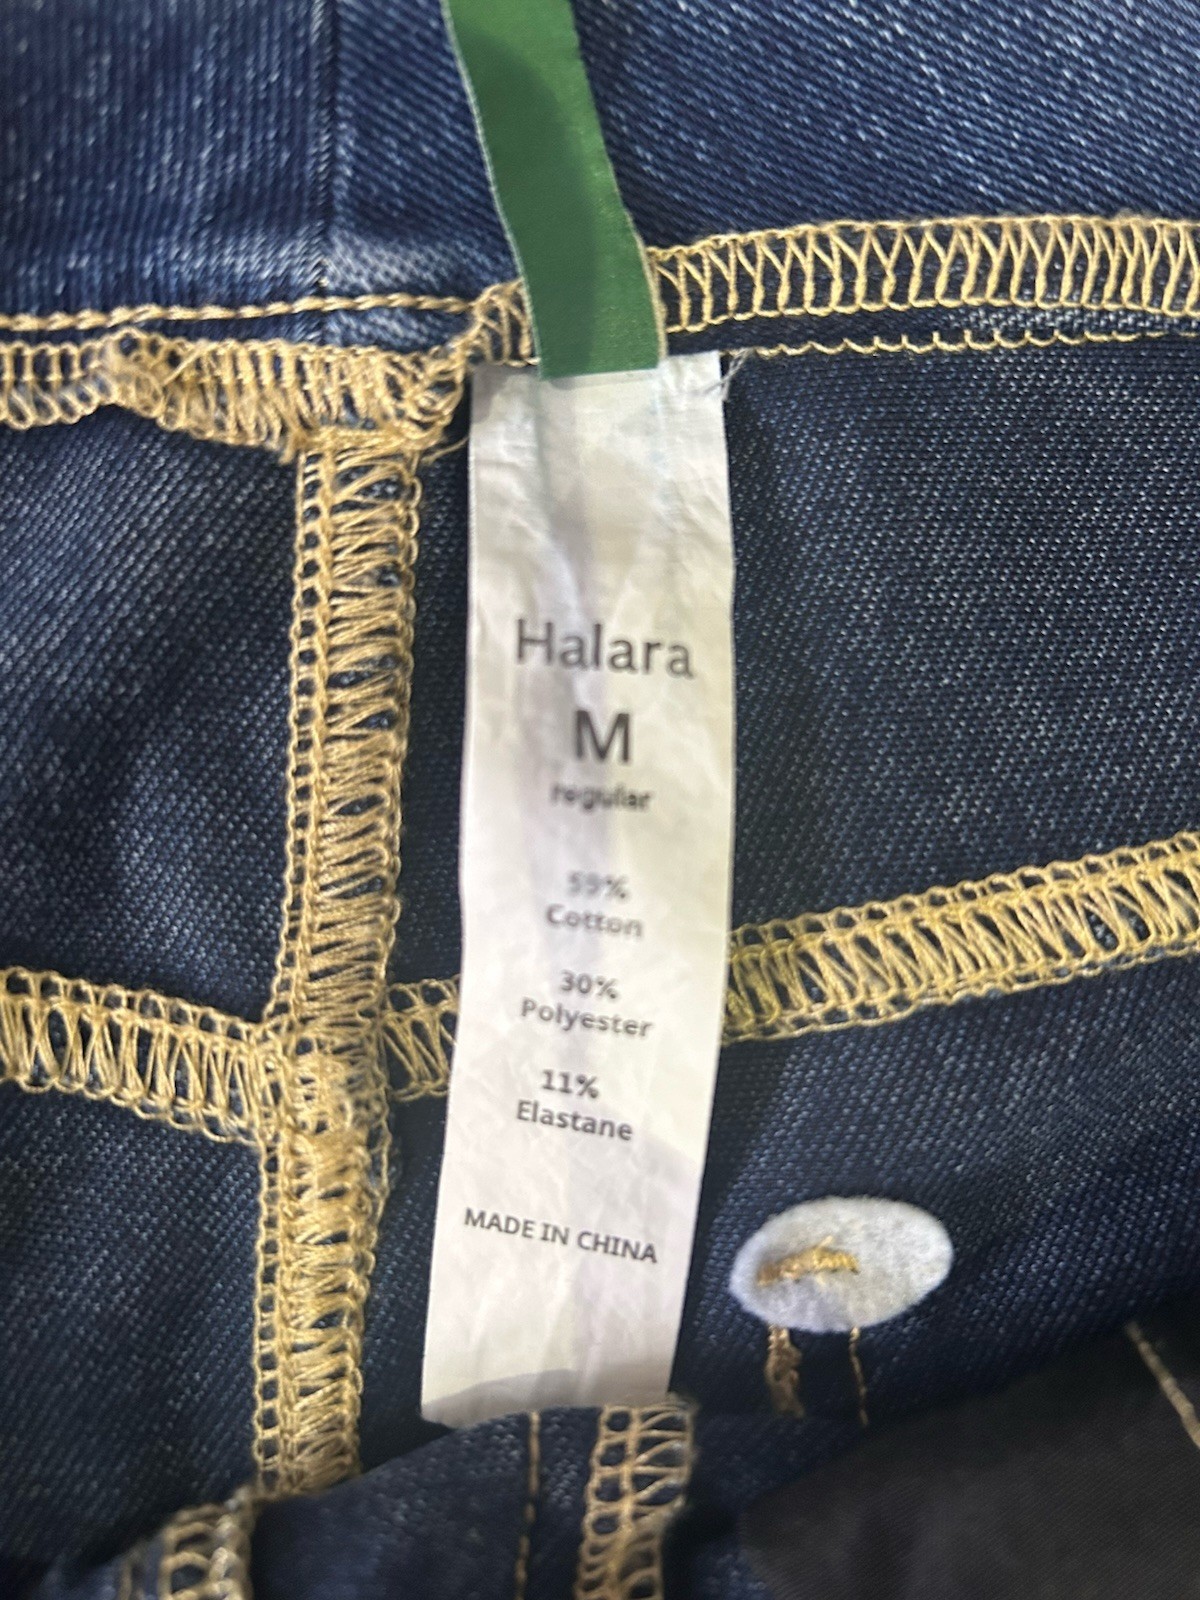 Halara
M
regular
59%
Cotton
30%
Polyester
11%
Elastane
MADE IN CHINA